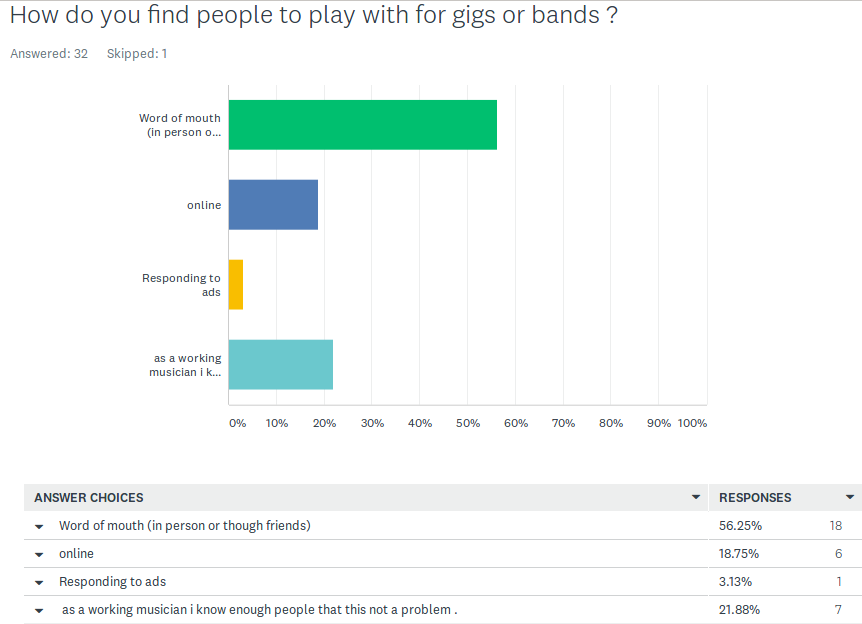 How do you find people to play with for gigs or bands ?
Answered: 32 Skipped: 1
Word of mouth
(in person o...
online
Responding to
ads
as a working
musician i k...
0% 10% 20% 30% 40% 50% 60% 70% 80% 90% 100%
ANSWER CHOICES RESPONSES
Word of mouth (in person or though friends) 56.25% 18
online 18.75% 6
Responding to ads 3.13% 1
as a working musician i know enough people that this not a problem . 21.88% 7